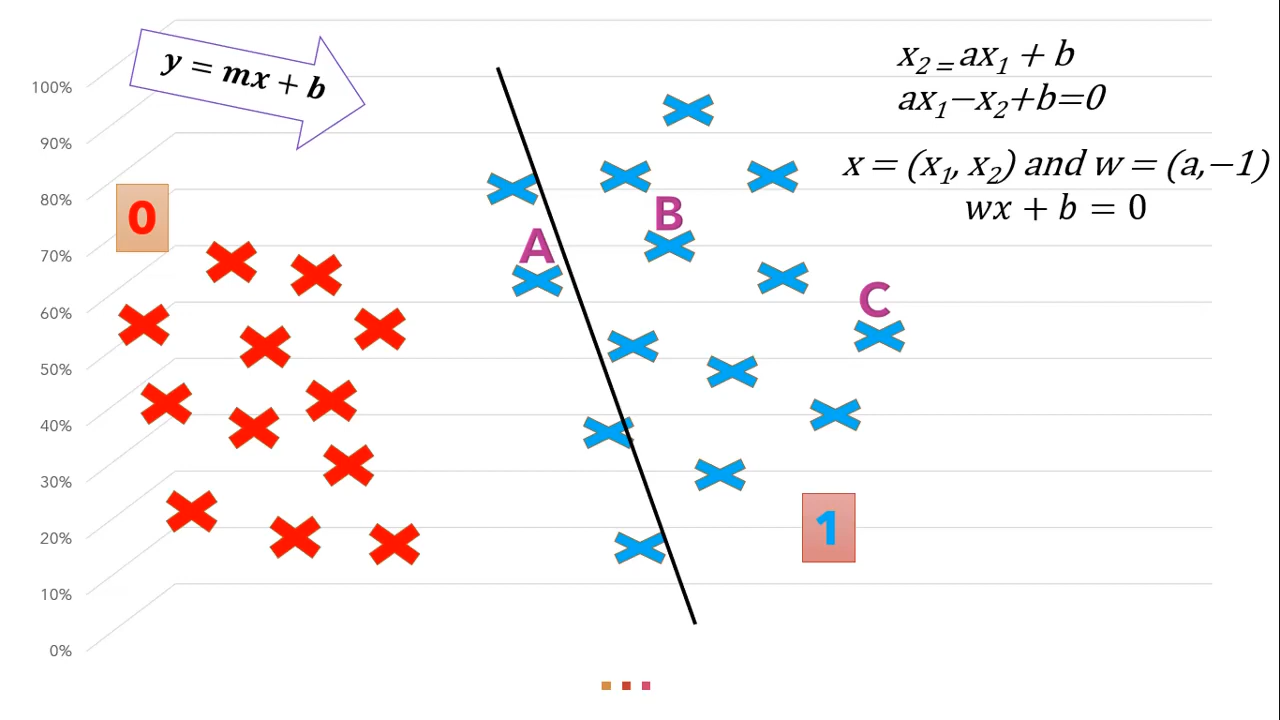 y = mx + b
x₂ = ax₁ + b
ax₁−x₂+b=0
x = (x₁, x₂) and w = (a,−1)
wx + b = 0
100%
90%
80%
70%
60%
50%
40%
30%
20%
10%
0%
0
A
B
C
1